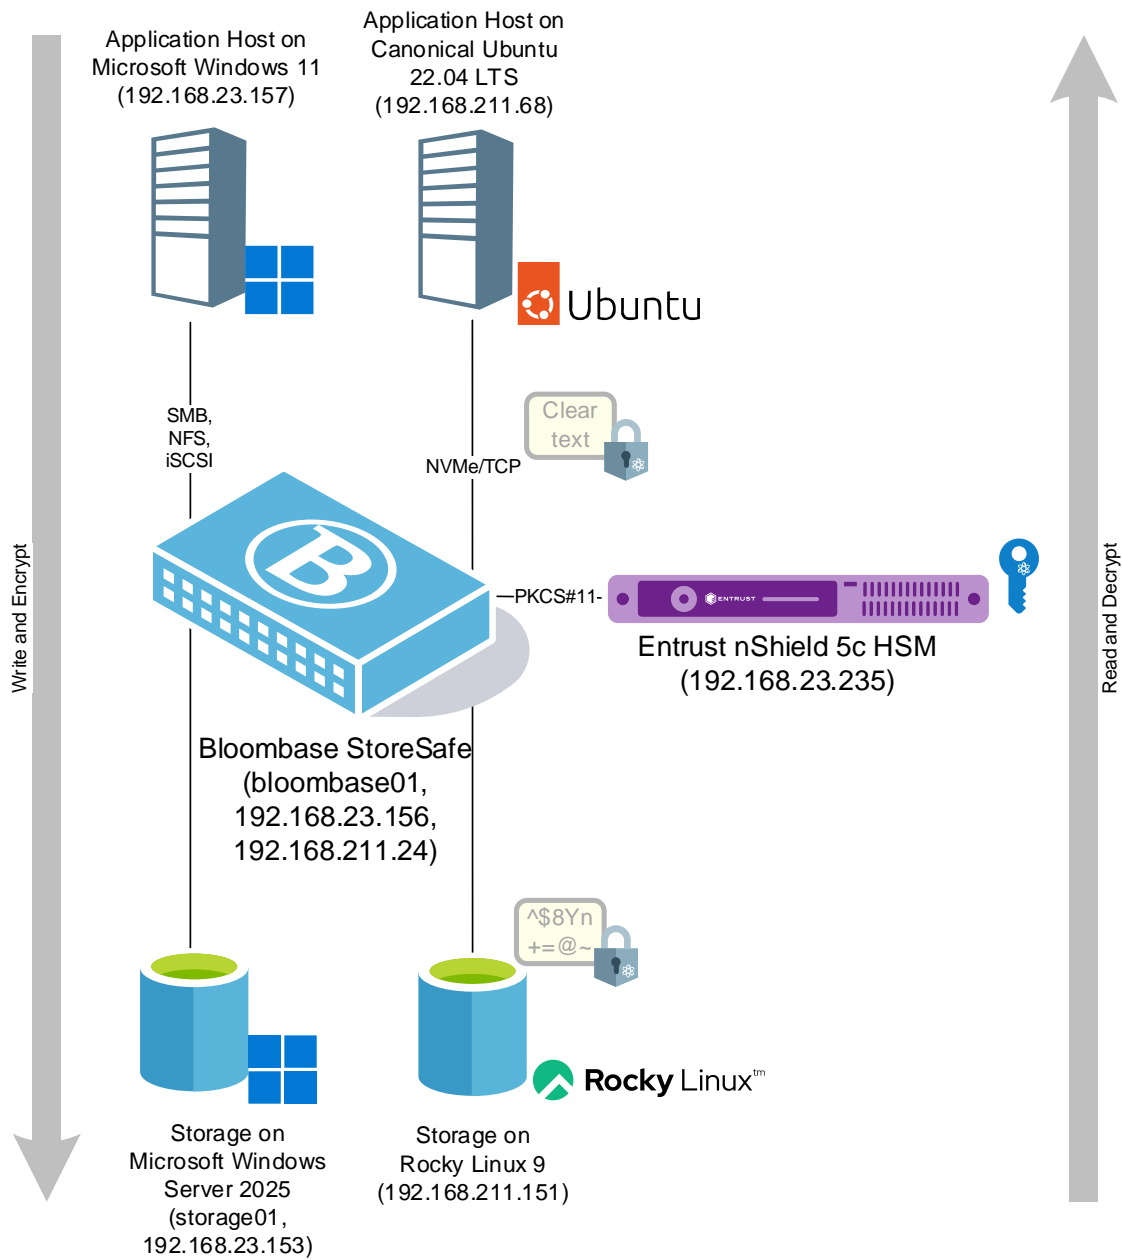 Application Host on
Microsoft Windows 11
(192.168.23.157)
Application Host on
Canonical Ubuntu
22.04 LTS
(192.168.211.68)
Ubuntu
SMB,
NFS,
iSCSI
NVMe/TCP
Clear
text
Write and Encrypt
Read and Decrypt
B
PKCS#11
ENTRUST
Entrust nShield 5c HSM
(192.168.23.235)
Bloombase StoreSafe
(bloombase01,
192.168.23.156,
192.168.211.24)
^$8Yn
+=@~
Rocky Linux™
Storage on
Microsoft Windows
Server 2025
(storage01,
192.168.23.153)
Storage on
Rocky Linux 9
(192.168.211.151)